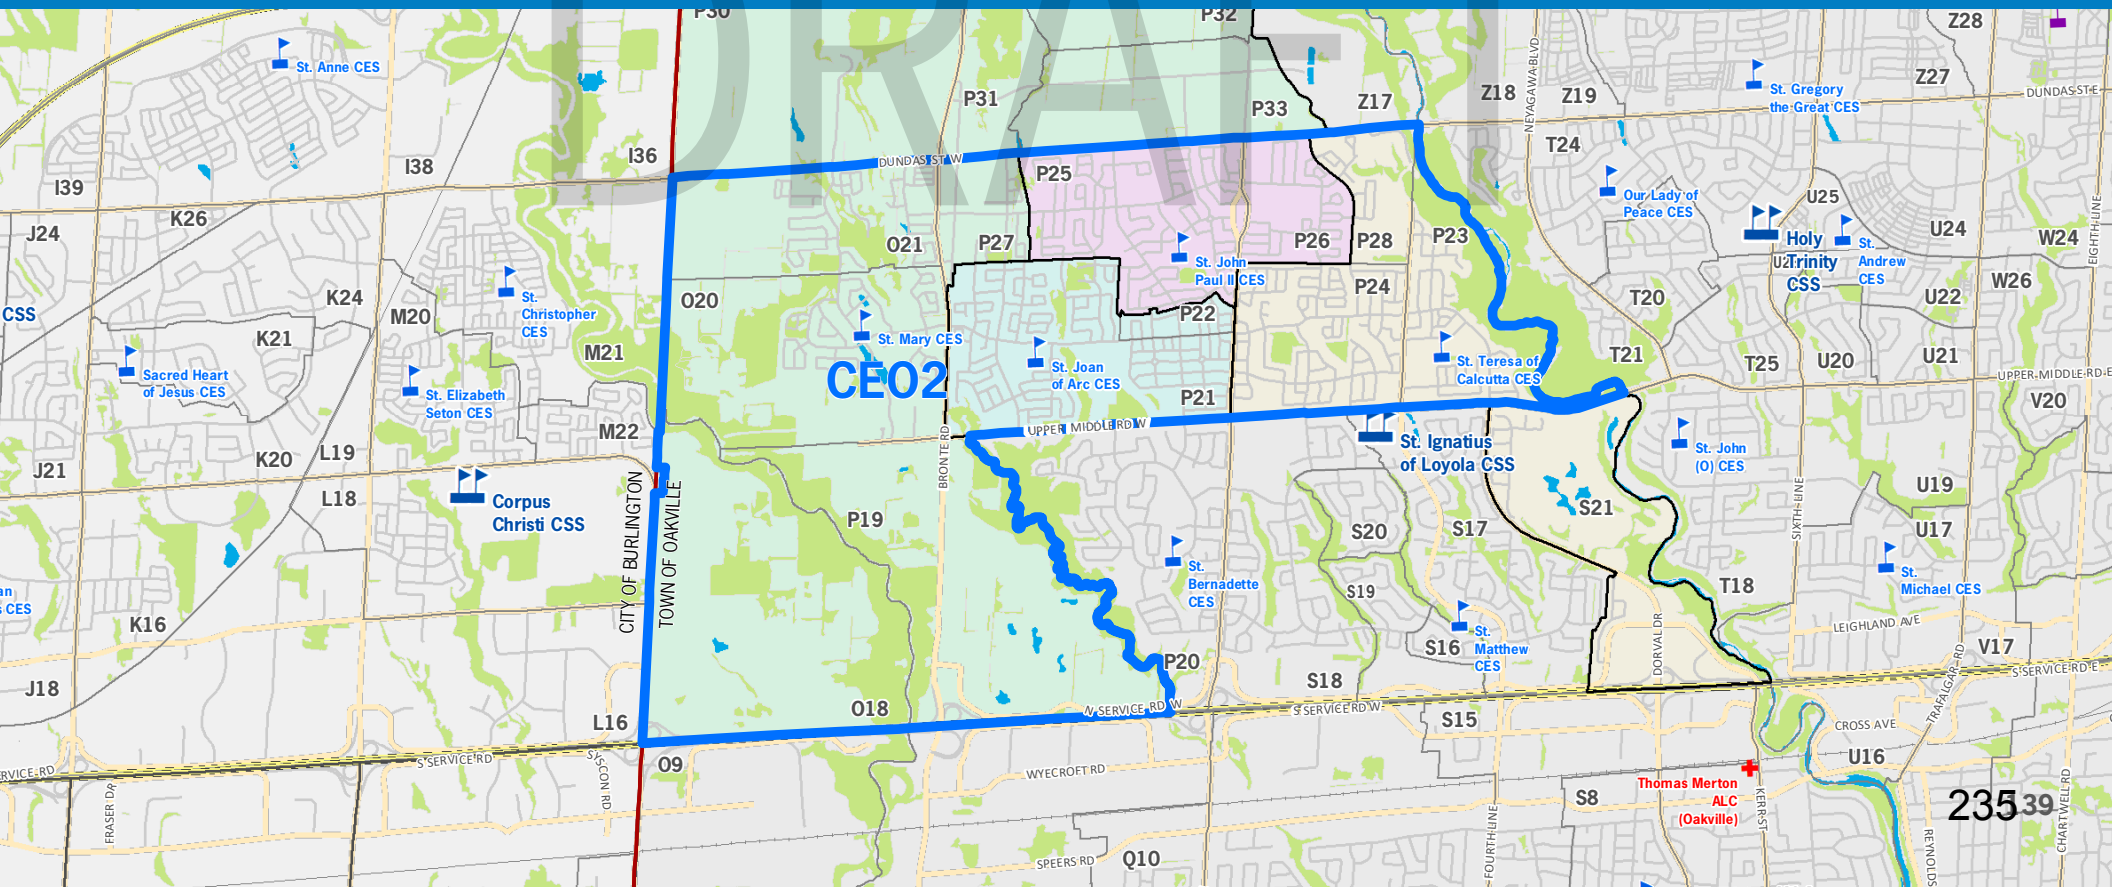 DRAFT
P30
P32
Z28
St. Anne CES
P31
P33
Z17
Z18
Z19
Z27
NEYAGAWA BLVD
St. Gregory
the Great CES
DUNDAS ST E
I39
I38
I36
DUNDAS ST W
P25
T24
J24
K26
O21
P27
P26
P28
P23
Our Lady of
Peace CES
U25
Holy
Trinity
CSS
St.
Andrew
CES
U24
W24
EIGHTH LINE
St. John
Paul II CES
CSS
K24
M20
St.
Christopher
CES
O20
P24
T20
U22
W26
K21
M21
St. Mary CES
P22
T21
T25
U20
U21
UPPER MIDDLE RD E
Sacred Heart
of Jesus CES
St. Elizabeth
Seton CES
CEO2
St. Joan
of Arc CES
P21
St. Teresa of
Calcutta CES
V20
M22
BRONTE RD
UPPER MIDDLE RD W
St. Ignatius
of Loyola CSS
St. John
(O) CES
J21
K20
L19
L18
Corpus
Christi CSS
CITY OF BURLINGTON
TOWN OF OAKVILLE
P19
S20
S17
S21
SIXTH LINE
U19
U17
St.
Bernadette
CES
S19
St.
Michael CES
T18
CES
K16
S16
St.
Matthew
CES
DORVAL DR
LEIGHLAND AVE
V17
J18
P20
S18
S SERVICE RD E
TRAFALGAR RD
L16
O18
N SERVICE RD W
S SERVICE RD W
S15
CROSS AVE
SERVICE RD
S SERVICE RD
O9
WYECROFT RD
U16
FRASER DR
SYSCON RD
Thomas Merton
ALC
(Oakville)
S8
KERR ST
235
139
CHARTWELL RD
SPEERS RD
Q10
FOURTH LINE
REYNOLDS